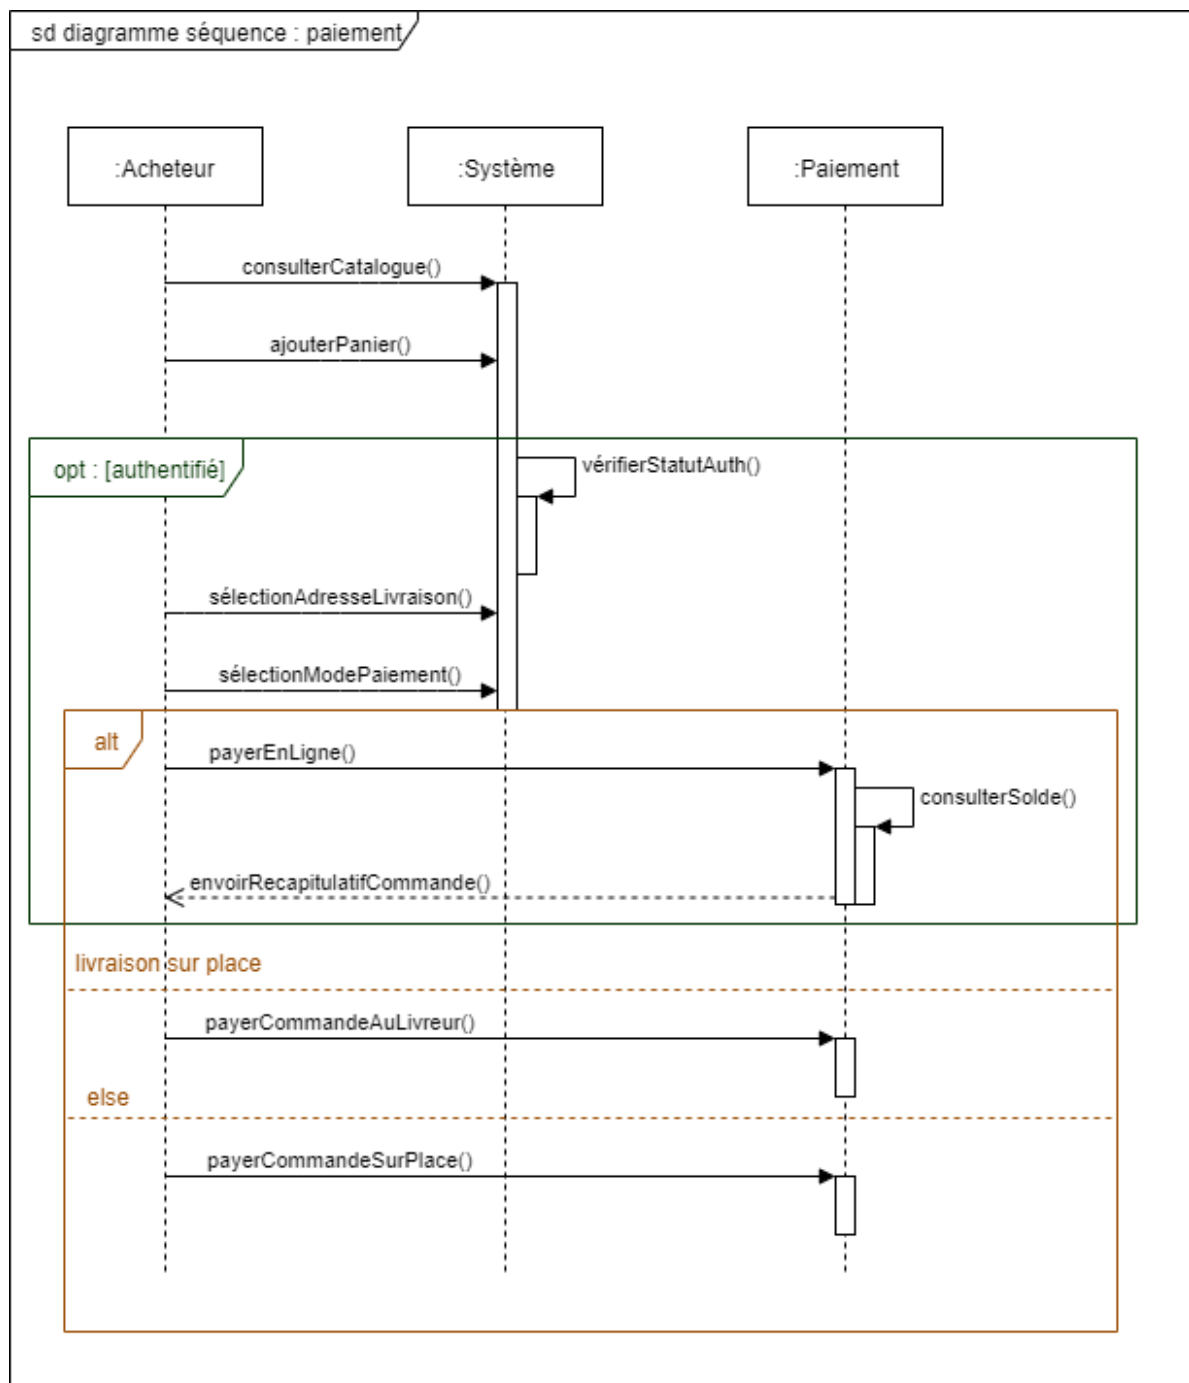 sd diagramme séquence : paiement
:Acheteur
:Système
:Paiement
consulterCatalogue()
ajouterPanier()
opt : [authentifié]
vérifierStatutAuth()
sélectionAdresseLivraison()
sélectionModePaiement()
alt
payerEnLigne()
consulterSolde()
envoirRecapitulatifCommande()
livraison sur place
payerCommandeAuLivreur()
else
payerCommandeSurPlace()